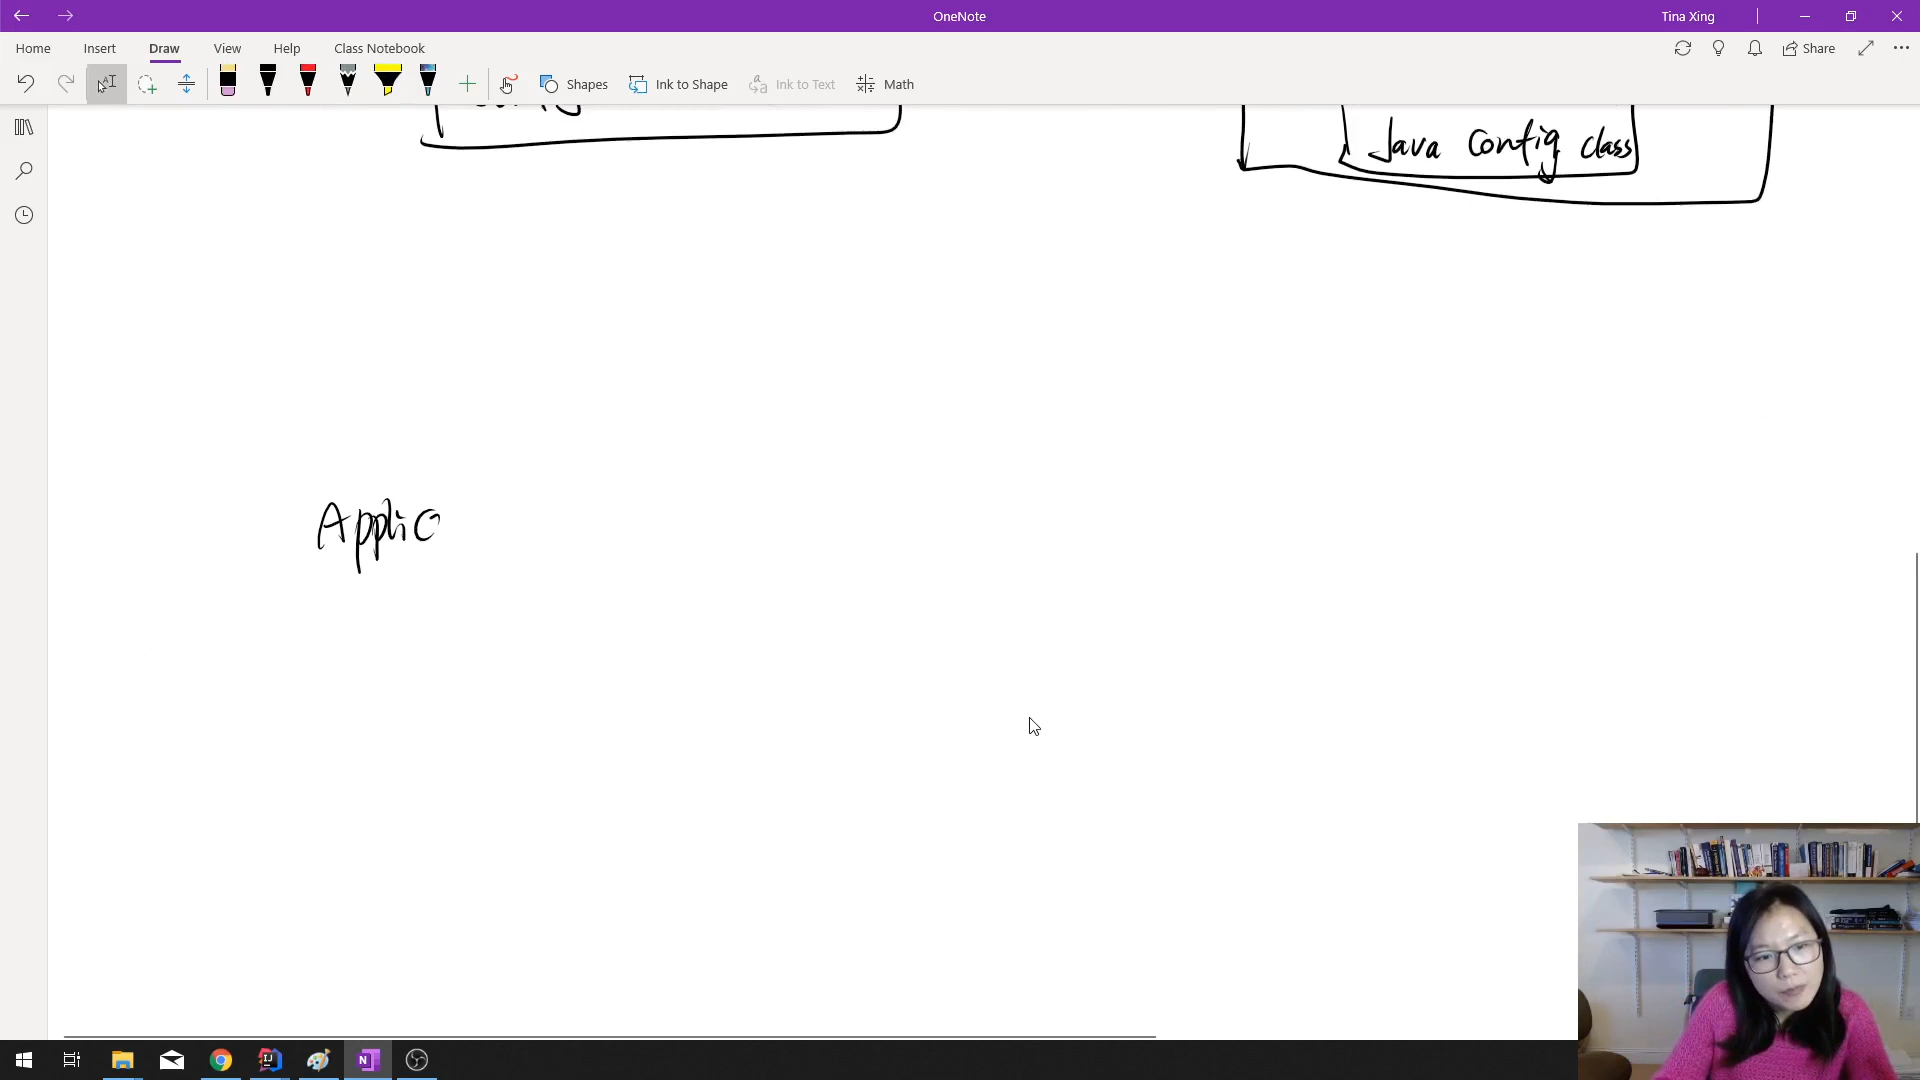 OneNote
Tina Xing
Home Insert Draw View Help Class Notebook
Share
Shapes Ink to Shape Ink to Text Math
Java Config class
Applic